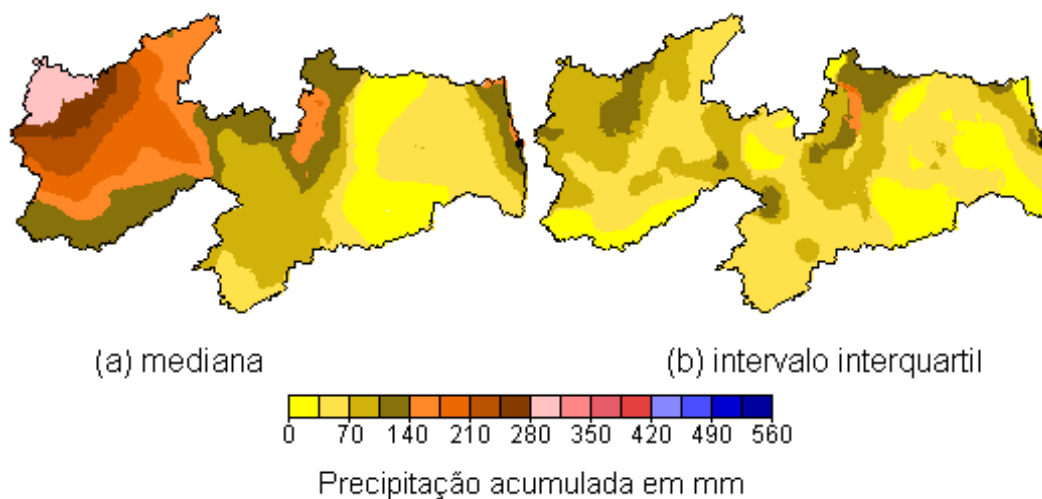 (a) mediana
(b) intervalo interquartil
0 70 140 210 280 350 420 490 560
Precipitação acumulada em mm